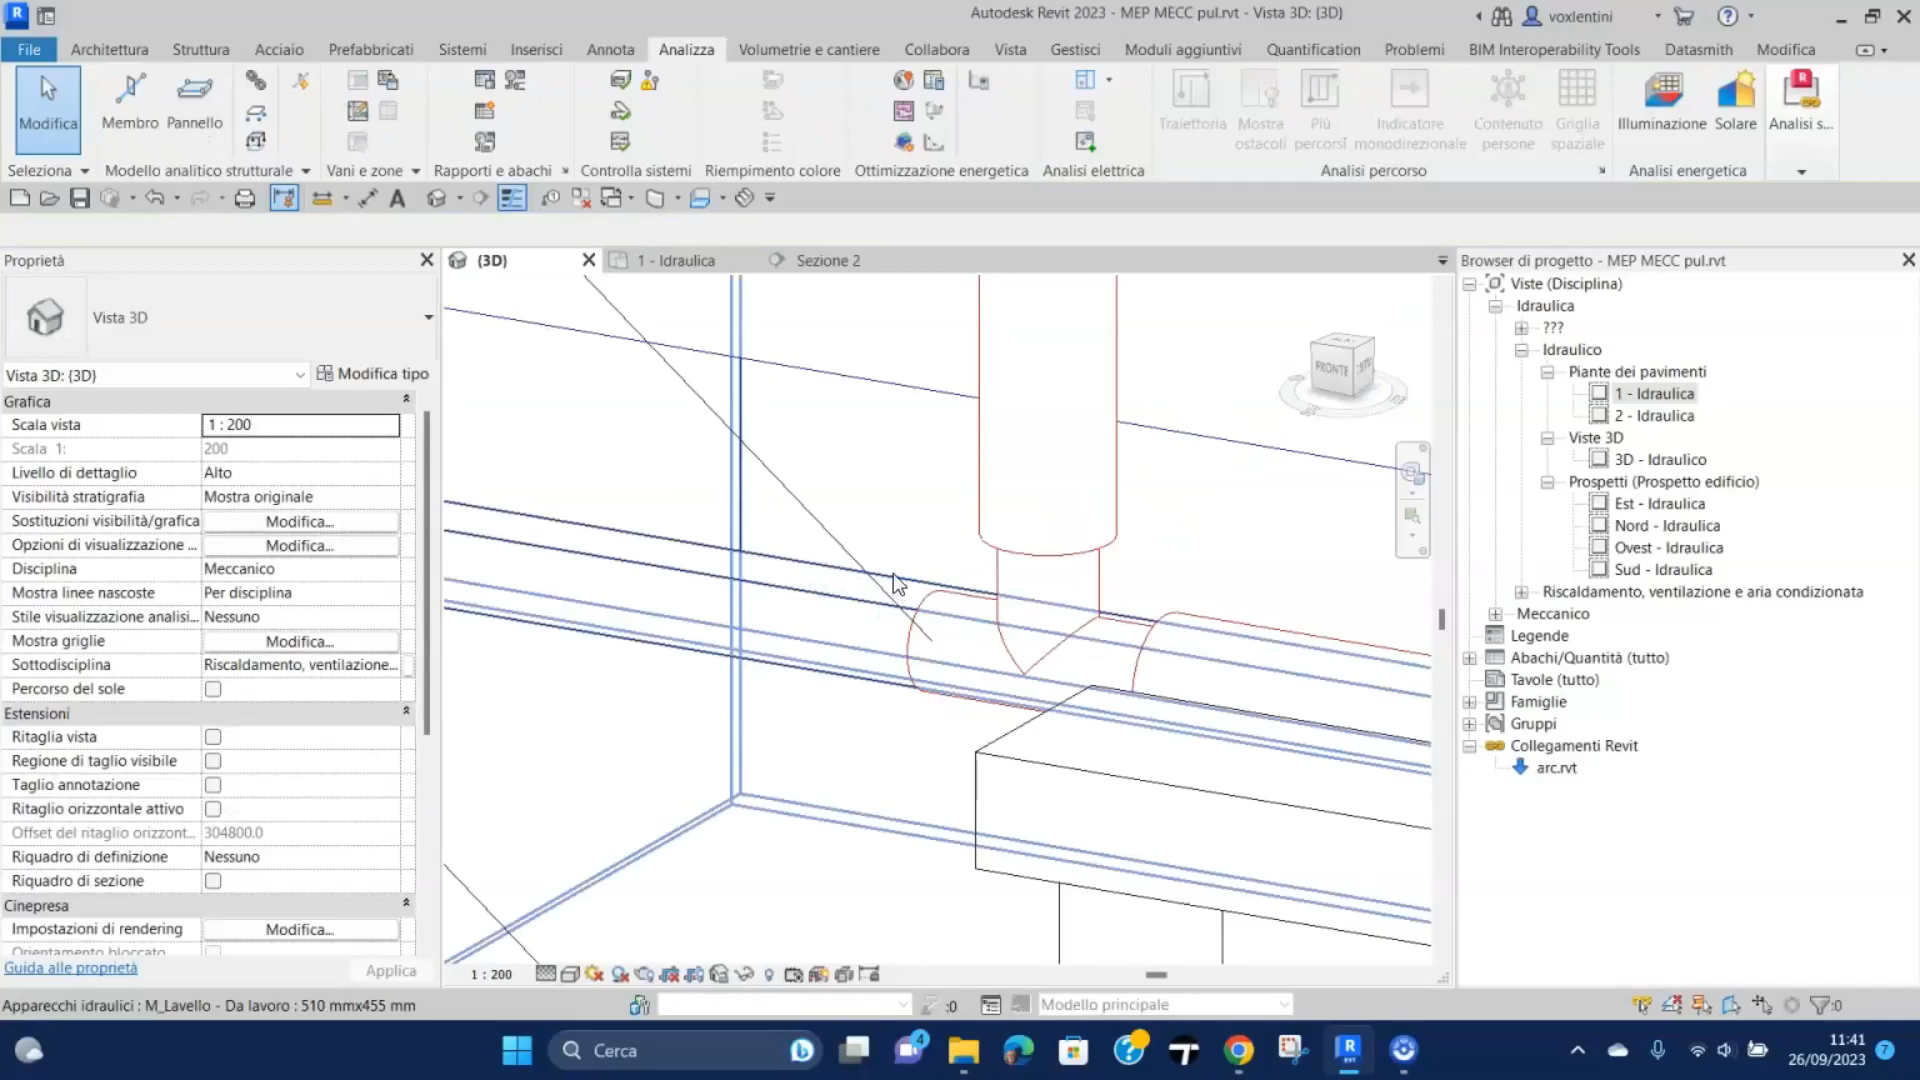 Autodesk Revit 2023 - MEP MECC pul.rvt - Vista 3D: {3D}
voxlentini
File Architettura Struttura Acciaio Prefabbricati Sistemi Inserisci Annota Analizza Volumetrie e cantiere Collabora Vista Gestisci Moduli aggiuntivi Quantification Problemi BIM Interoperability Tools Datasmith Modifica
Modifica Membro Pannello Traiettoria Mostra ostacoli Più percorsi Indicatore monodirezionale Contenuto persone Griglia spaziale Illuminazione Solare Analisi s...
Seleziona Modello analitico strutturale Vani e zone Rapporti e abachi Controlla sistemi Riempimento colore Ottimizzazione energetica Analisi elettrica Analisi percorso Analisi energetica
Proprietà
{3D} 1 - Idraulica Sezione 2
Browser di progetto - MEP MECC pul.rvt
Vista 3D
Vista 3D: {3D} Modifica tipo
Grafica
Scala vista 1 : 200
Scala 1: 200
Livello di dettaglio Alto
Visibilità stratigrafia Mostra originale
Sostituzioni visibilità/grafica Modifica...
Opzioni di visualizzazione ... Modifica...
Disciplina Meccanico
Mostra linee nascoste Per disciplina
Stile visualizzazione analisi... Nessuno
Mostra griglie Modifica...
Sottodisciplina Riscaldamento, ventilazione...
Percorso del sole
Estensioni
Ritaglia vista
Regione di taglio visibile
Taglio annotazione
Ritaglio orizzontale attivo
Offset del ritaglio orizzont... 304800.0
Riquadro di definizione Nessuno
Riquadro di sezione
Cinepresa
Impostazioni di rendering Modifica...
Orientamento bloccato
Guida alle proprietà Applica
FRONTE
Viste (Disciplina)
Idraulica
???
Idraulico
Piante dei pavimenti
1 - Idraulica
2 - Idraulica
Viste 3D
3D - Idraulico
Prospetti (Prospetto edificio)
Est - Idraulica
Nord - Idraulica
Ovest - Idraulica
Sud - Idraulica
Riscaldamento, ventilazione e aria condizionata
Meccanico
Legende
Abachi/Quantità (tutto)
Tavole (tutto)
Famiglie
Gruppi
Collegamenti Revit
arc.rvt
1 : 200
Apparecchi idraulici : M_Lavello - Da lavoro : 510 mmx455 mm
:0
Modello principale
:0
Cerca
4
11:41
26/09/2023
7